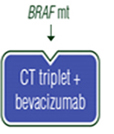 BRAF mt
CT triplet +
bevacizumab